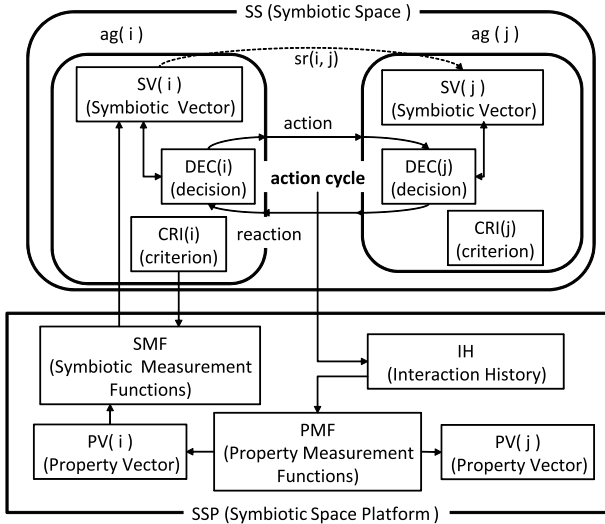 SS (Symbiotic Space)
ag( i )
ag ( j )
sr(i, j)
SV( i )
(Symbiotic Vector)
SV( j )
(Symbiotic Vector)
action
DEC(i)
(decision)
action cycle
DEC(j)
(decision)
CRI(i)
(criterion)
reaction
CRI(j)
(criterion)
SMF
(Symbiotic Measurement
Functions)
IH
(Interaction History)
PV( i )
(Property Vector)
PMF
(Property Measurement
Functions)
PV( j )
(Property Vector)
SSP (Symbiotic Space Platform)